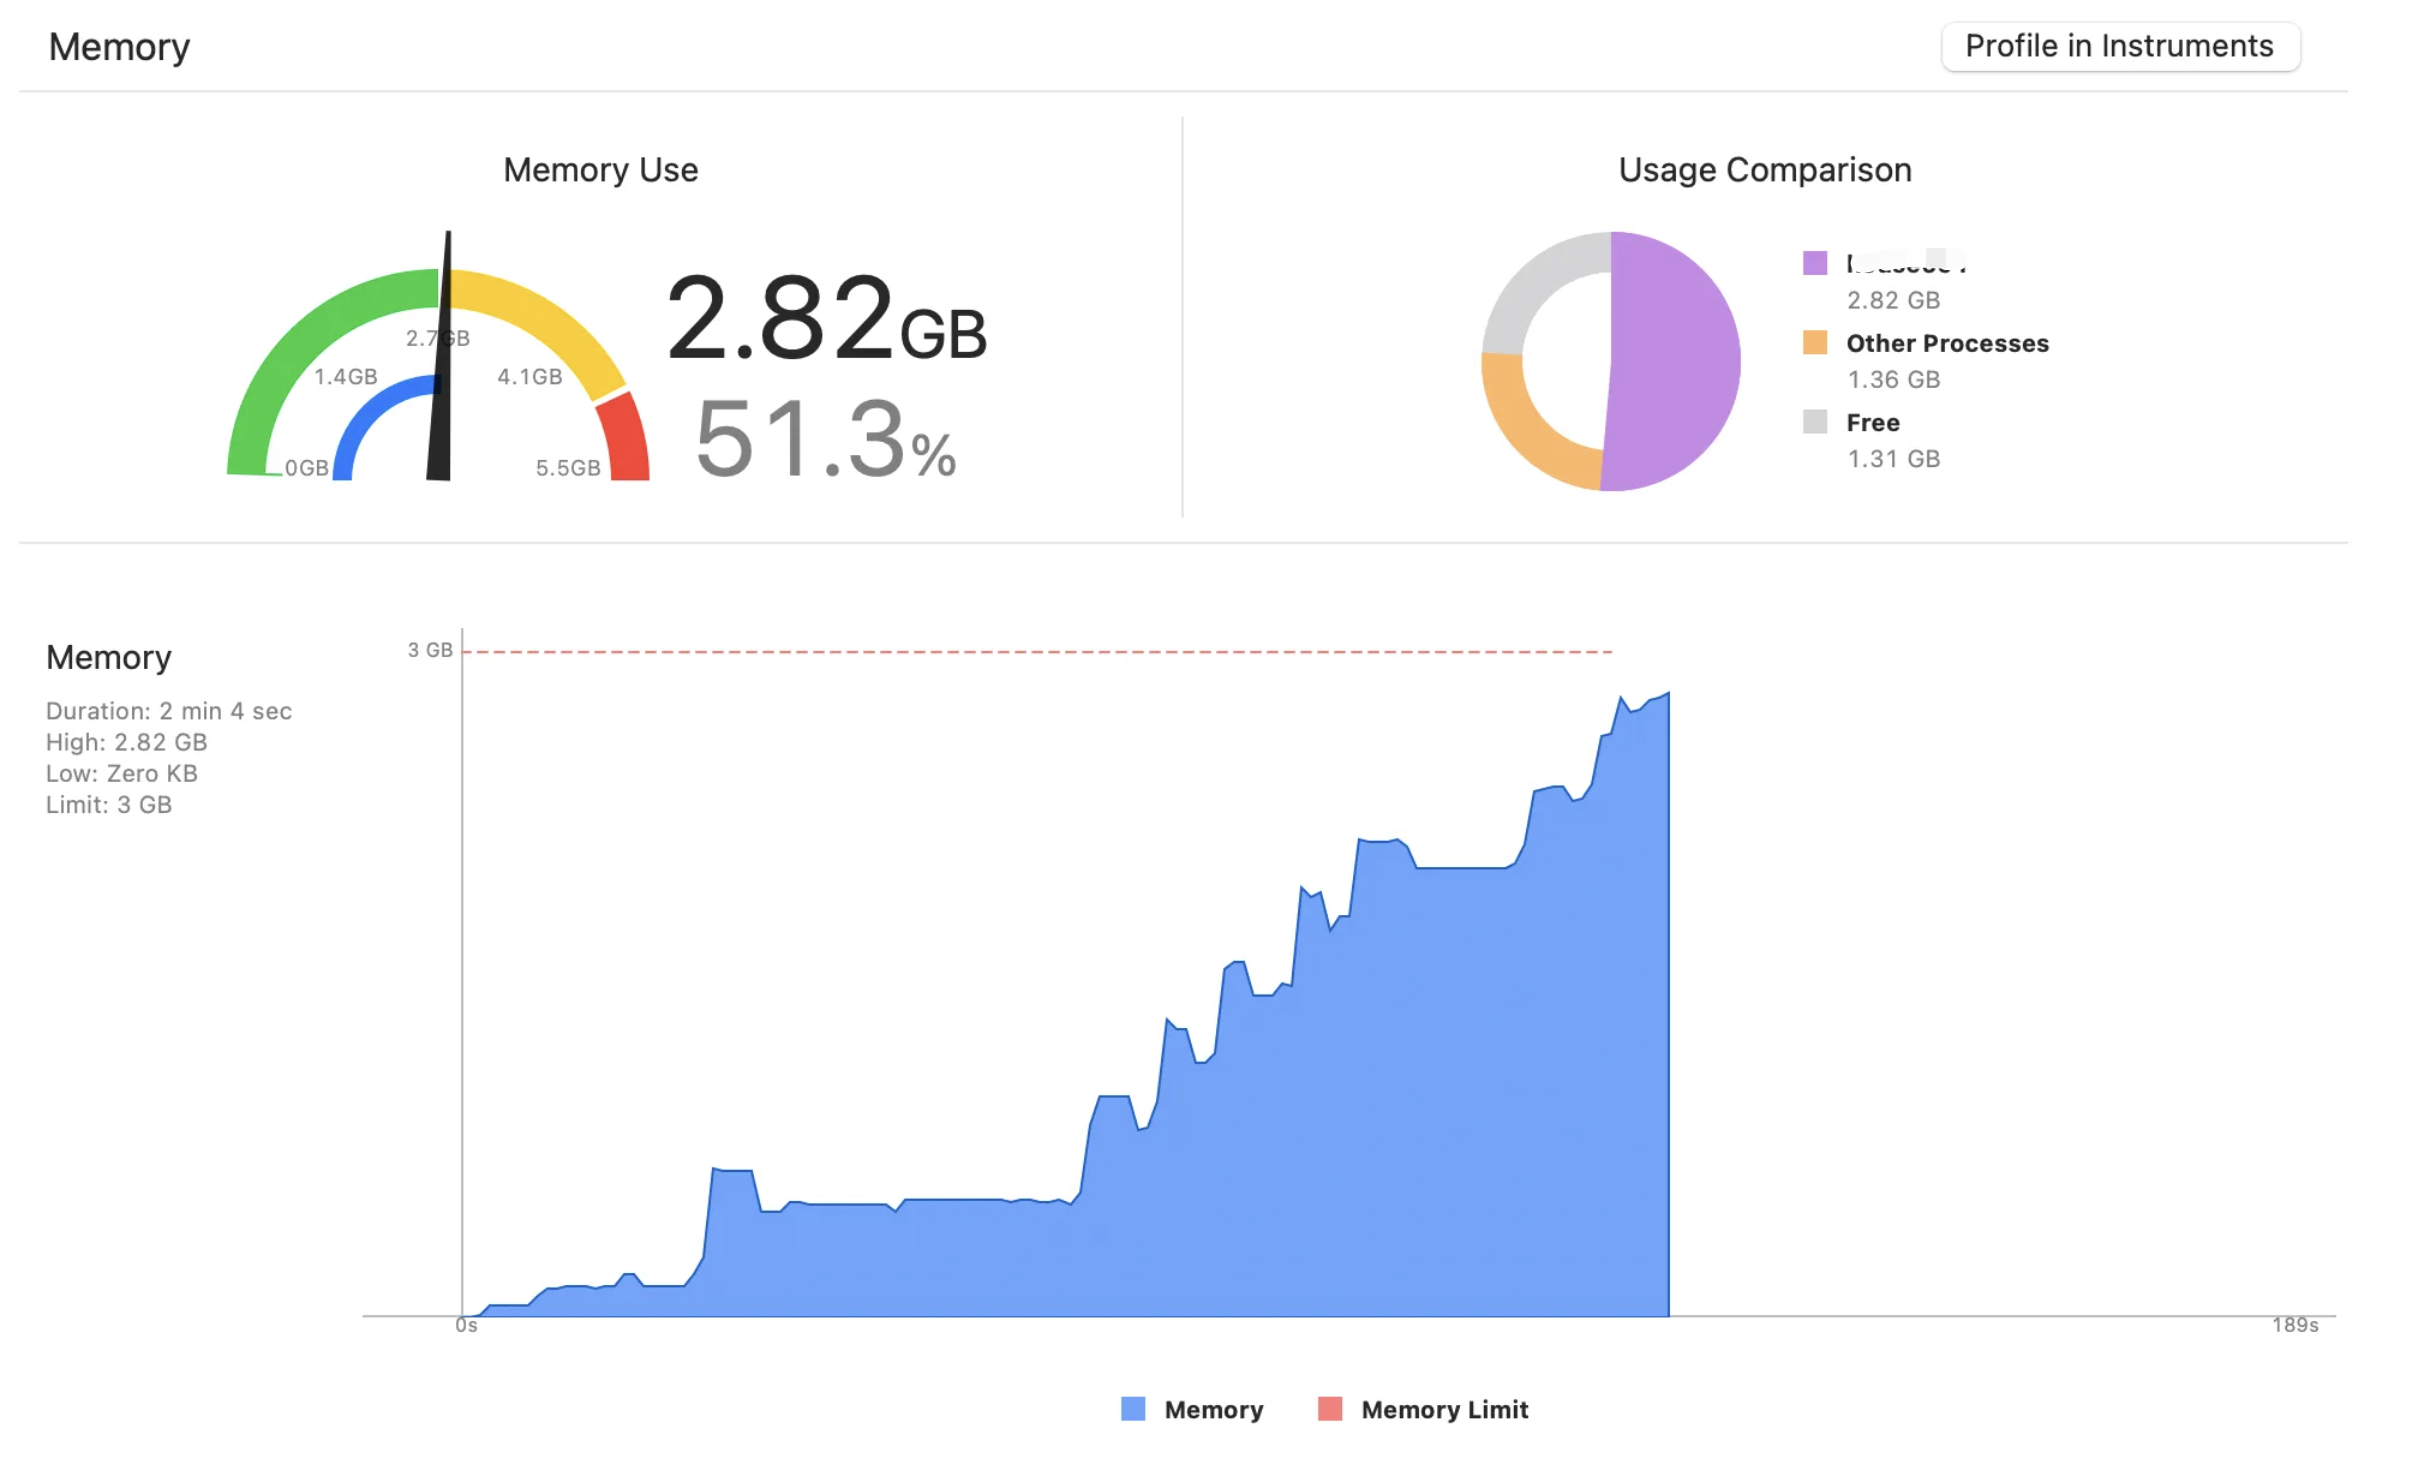 Memory
Profile in Instruments
Memory Use
2.7GB
1.4GB
4.1GB
0GB
5.5GB
2.82GB
51.3%
Usage Comparison
2.82 GB
Other Processes
1.36 GB
Free
1.31 GB
Memory
Duration: 2 min 4 sec
High: 2.82 GB
Low: Zero KB
Limit: 3 GB
3 GB
0s
189s
Memory
Memory Limit